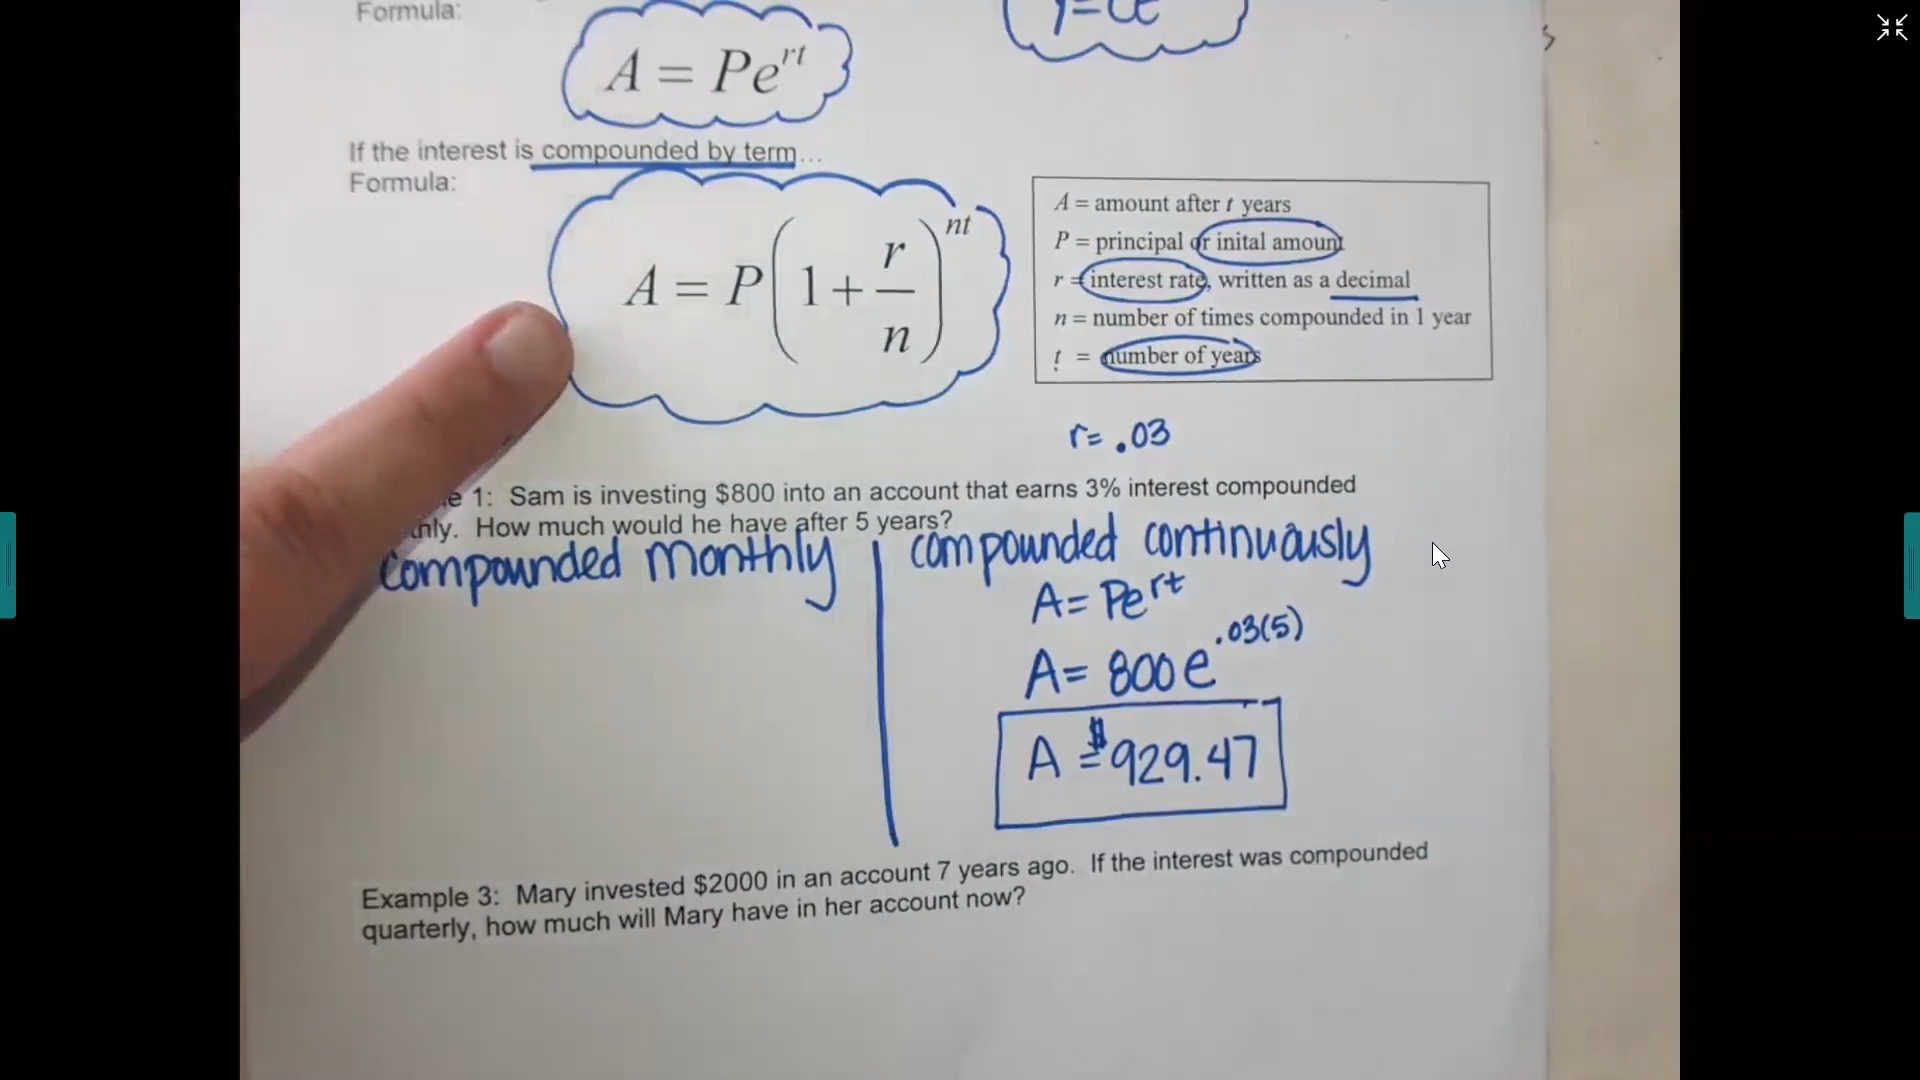 Formula:
A = Pe^{rt}
If the interest is compounded by term...
Formula:
A = P(1 + r/n)^{nt}
A = amount after t years
P = principal or inital amount
r = interest rate, written as a decimal
n = number of times compounded in 1 year
t = number of years
r= .03
1: Sam is investing $800 into an account that earns 3% interest compounded
How much would he have after 5 years?
compounded monthly
compounded continuously
A= Pe^{rt}
A= 800e^{.03(5)}
A = $929.47
Example 3: Mary invested $2000 in an account 7 years ago. If the interest was compounded
quarterly, how much will Mary have in her account now?